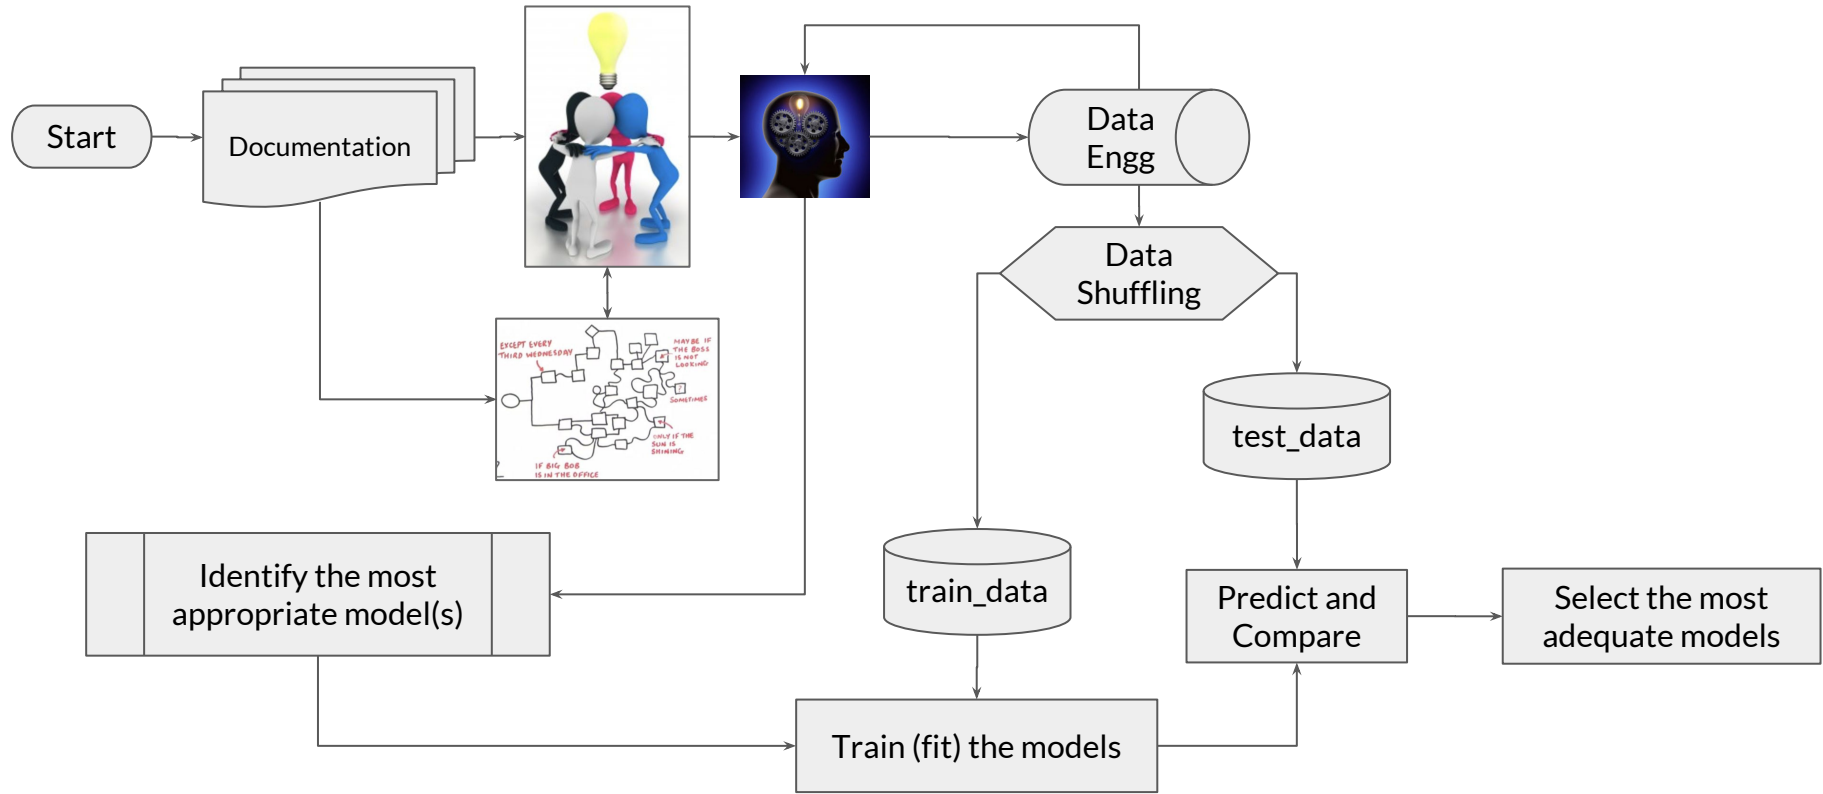 Start
Documentation
Data
Engg
Data
Shuffling
EXCEPT EVERY
THIRD WEDNESDAY
MAYBE IF
THE BOSS
IS NOT
LOOKING
?
SOMETIMES
ONLY IF THE
SUN IS
SHINING
IF BIG BOB
IS IN THE OFFICE
test_data
train_data
Identify the most
appropriate model(s)
Predict and
Compare
Select the most
adequate models
Train (fit) the models